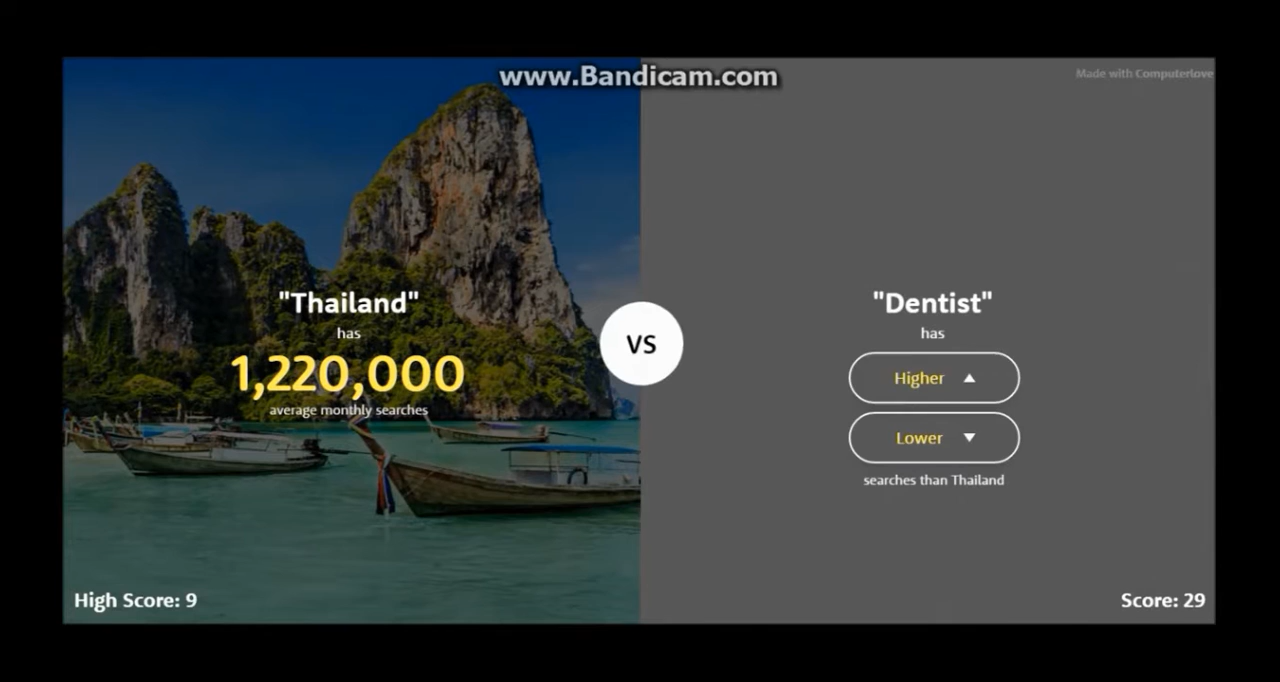 www.Bandicam.com
Made with Computerlove
"Thailand"
has
1,220,000
average monthly searches
VS
"Dentist"
has
Higher ▲
Lower ▼
searches than Thailand
High Score: 9
Score: 29